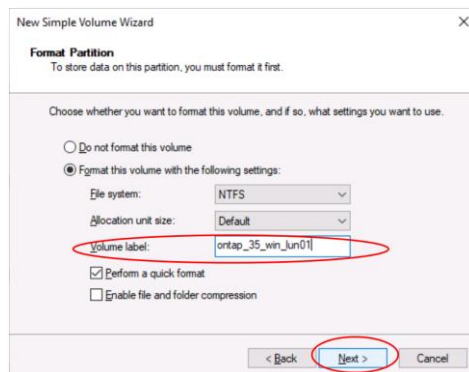 New Simple Volume Wizard
Format Partition
To store data on this partition, you must format it first.
Choose whether you want to format this volume, and if so, what settings you want to use.
Do not format this volume
Format this volume with the following settings:
File system: NTFS
Allocation unit size: Default
Volume label: ontap_35_win_lun01
Perform a quick format
Enable file and folder compression
< Back Next > Cancel